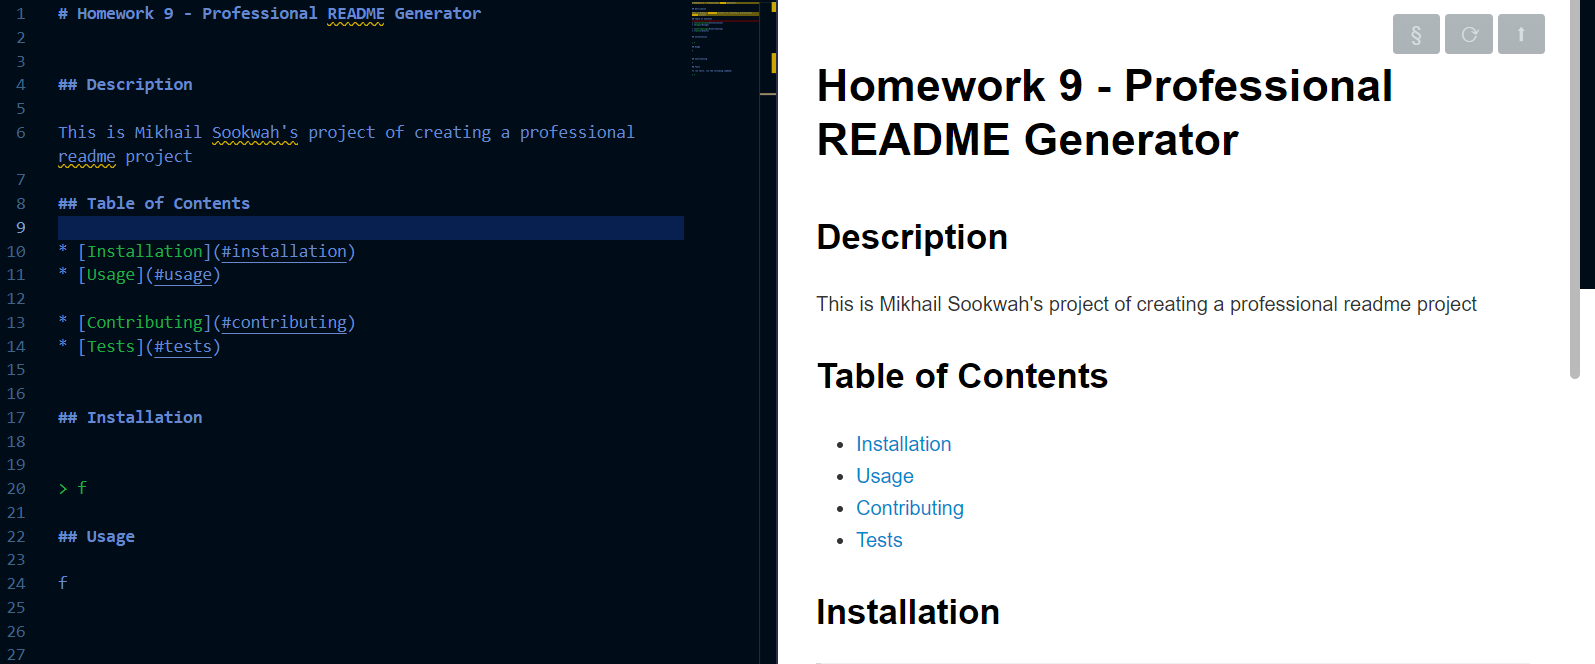 1 # Homework 9 - Professional README Generator
2
3
4 ## Description
5
6 This is Mikhail Sookwah's project of creating a professional
readme project
7
8 ## Table of Contents
9
10 * [Installation](#installation)
11 * [Usage](#usage)
12
13 * [Contributing](#contributing)
14 * [Tests](#tests)
15
16
17 ## Installation
18
19
20 > f
21
22 ## Usage
23
24 f
25
26
27
§ ⟳ ⬆
Homework 9 - Professional
README Generator
Description
This is Mikhail Sookwah's project of creating a professional readme project
Table of Contents
• Installation
• Usage
• Contributing
• Tests
Installation